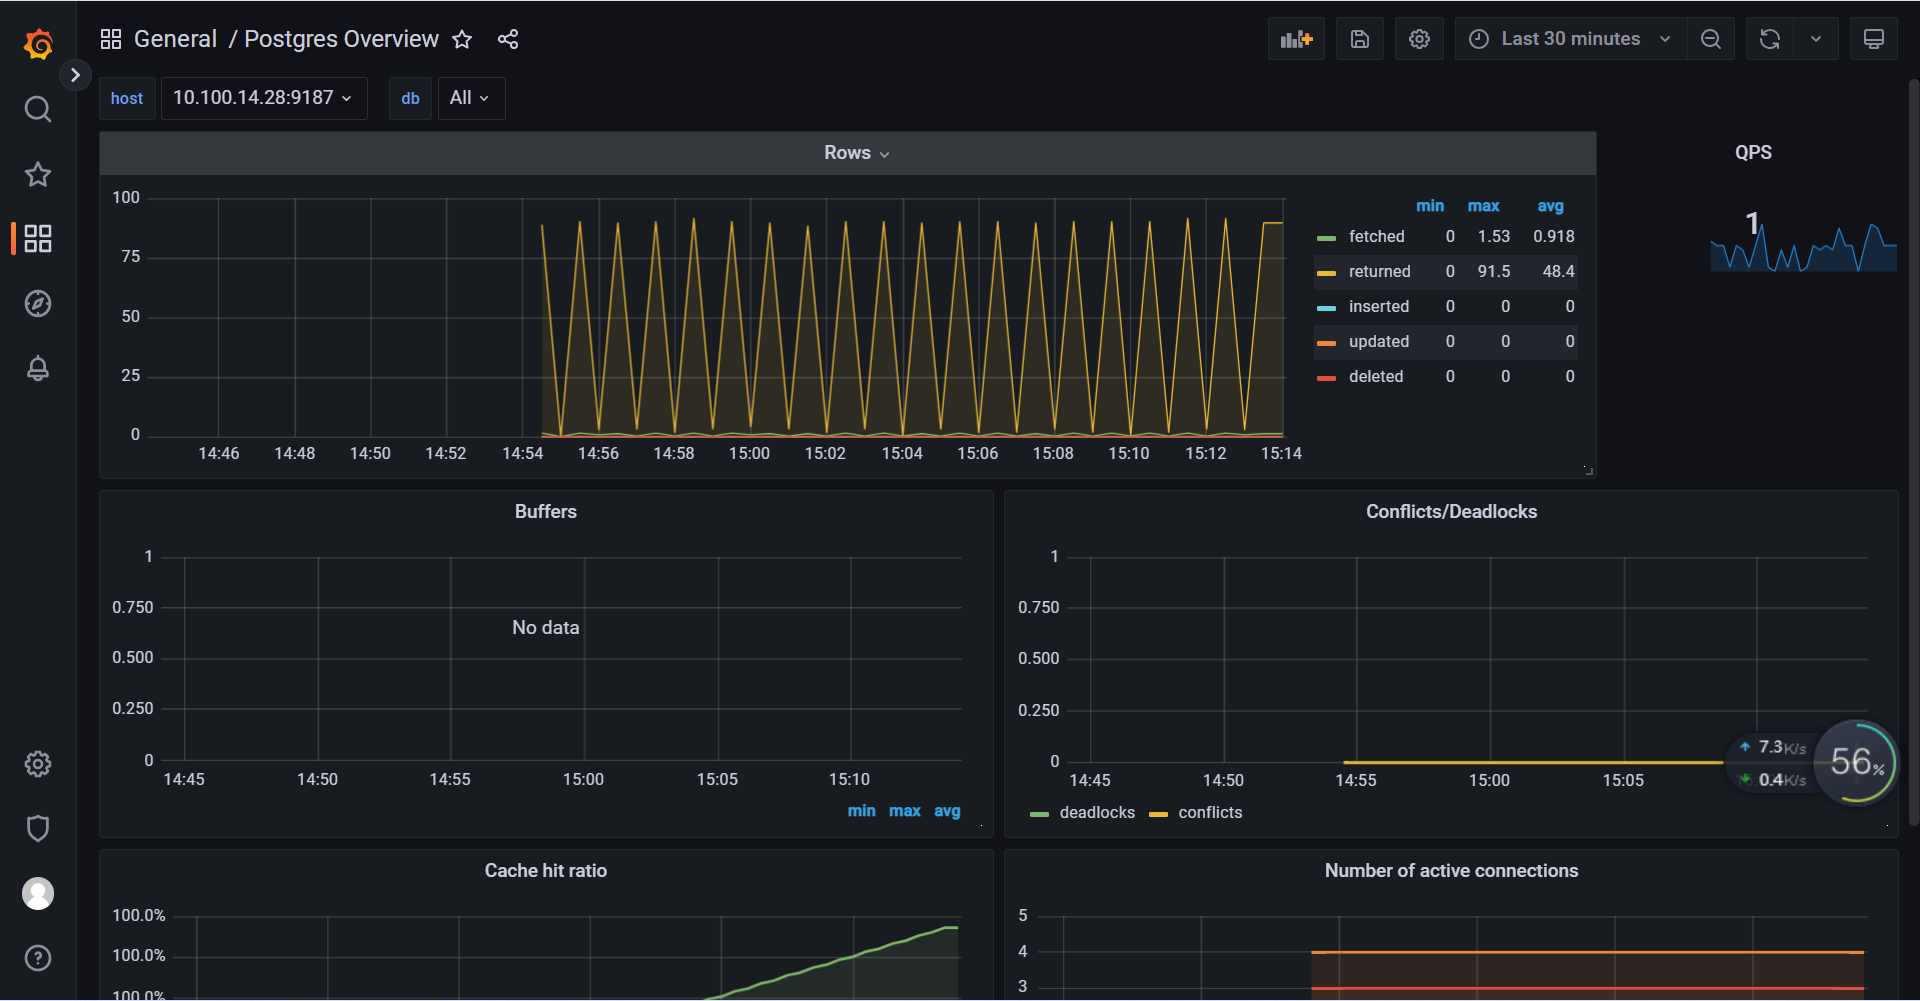 General / Postgres Overview
Last 30 minutes
host 10.100.14.28:9187 db All
Rows
100
75
50
25
0
14:46 14:48 14:50 14:52 14:54 14:56 14:58 15:00 15:02 15:04 15:06 15:08 15:10 15:12 15:14
min max avg
fetched 0 1.53 0.918
returned 0 91.5 48.4
inserted 0 0 0
updated 0 0 0
deleted 0 0 0
QPS
1
Buffers
1
0.750
0.500
0.250
0
No data
14:45 14:50 14:55 15:00 15:05 15:10
min max avg
Conflicts/Deadlocks
1
0.750
0.500
0.250
0
14:45 14:50 14:55 15:00 15:05
deadlocks conflicts
7.3K/s
0.4K/s
56%
Cache hit ratio
100.0%
100.0%
100.0%
Number of active connections
5
4
3